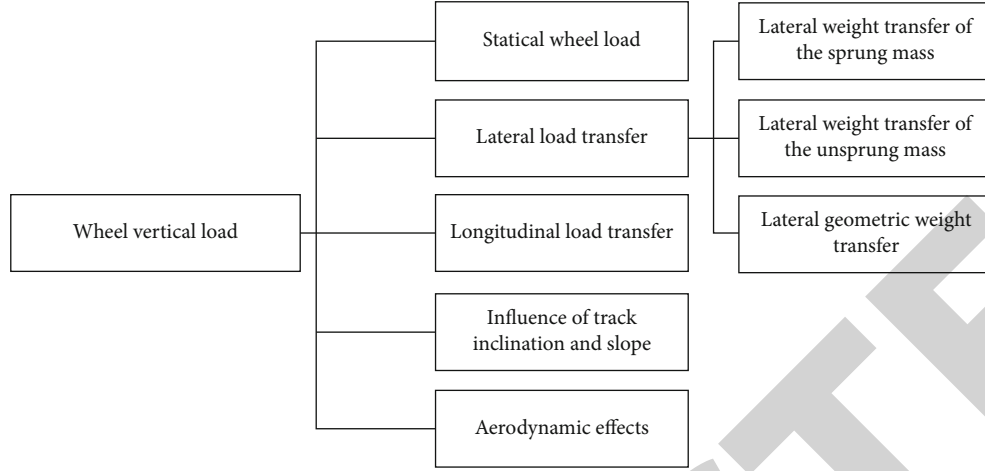 Wheel vertical load
Statical wheel load
Lateral load transfer
Longitudinal load transfer
Influence of track
inclination and slope
Aerodynamic effects
Lateral weight transfer of
the sprung mass
Lateral weight transfer of
the unsprung mass
Lateral geometric weight
transfer